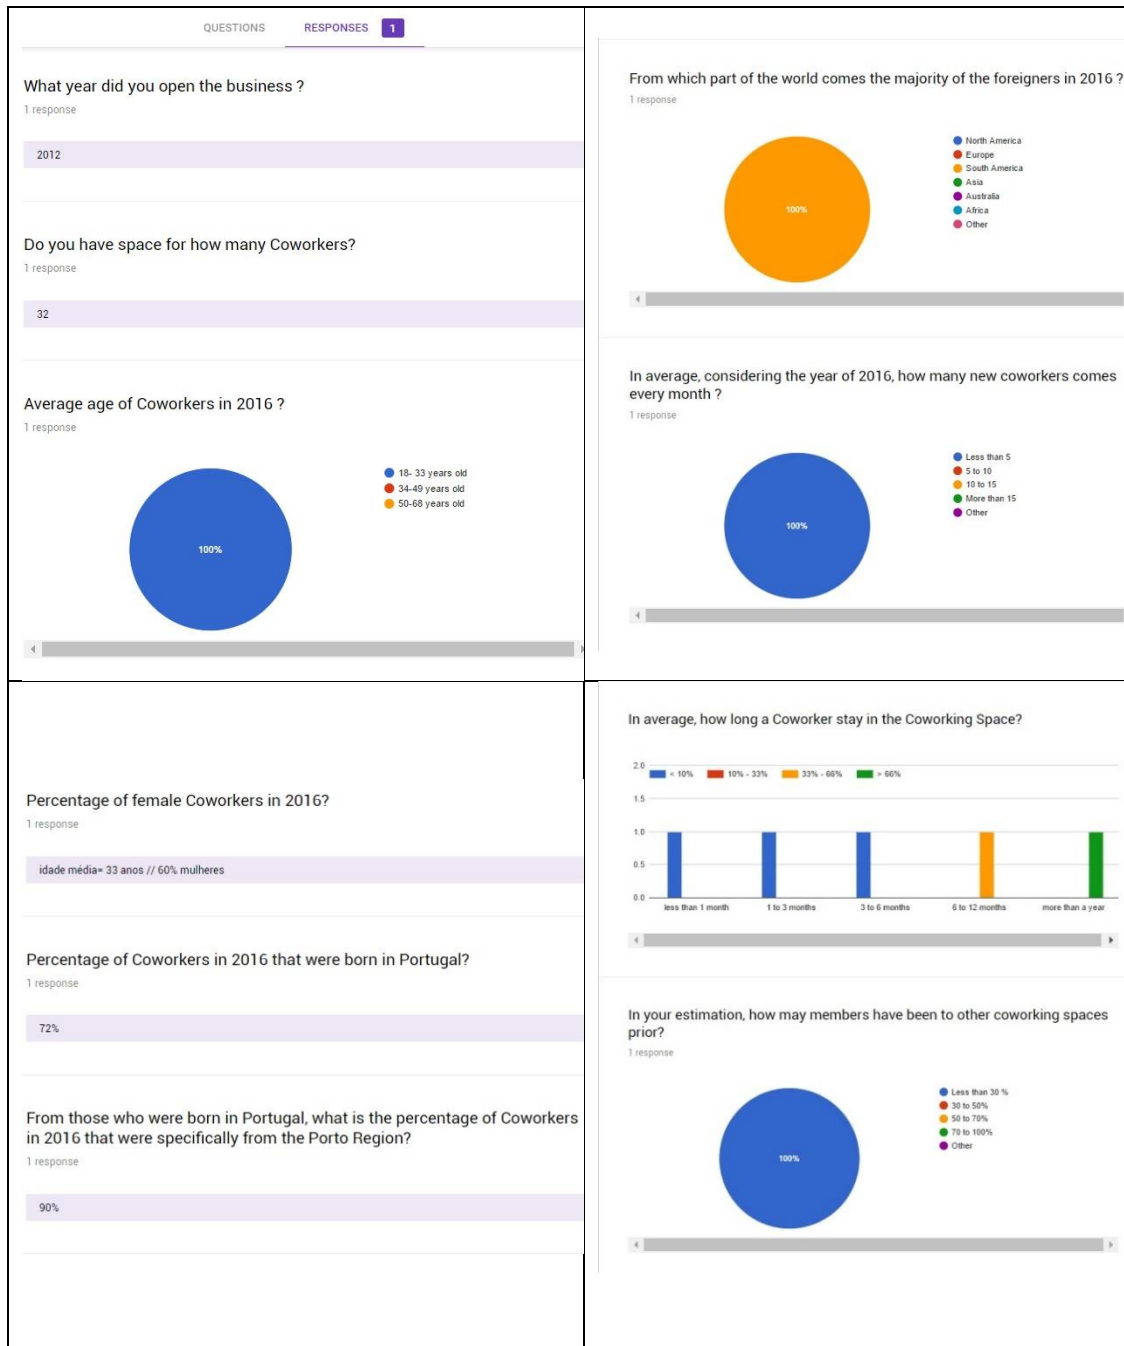 QUESTIONS RESPONSES 1
What year did you open the business ?
1 response
2012
Do you have space for how many Coworkers?
1 response
32
Average age of Coworkers in 2016 ?
1 response
18- 33 years old
34-49 years old
50-68 years old
100%
From which part of the world comes the majority of the foreigners in 2016 ?
1 response
North America
Europe
South America
Asia
Australia
Africa
Other
100%
In average, considering the year of 2016, how many new coworkers comes
every month ?
1 response
Less than 5
5 to 10
10 to 15
More than 15
Other
100%
Percentage of female Coworkers in 2016?
1 response
idade média= 33 anos // 60% mulheres
Percentage of Coworkers in 2016 that were born in Portugal?
1 response
72%
From those who were born in Portugal, what is the percentage of Coworkers
in 2016 that were specifically from the Porto Region?
1 response
90%
In average, how long a Coworker stay in the Coworking Space?
2.0
< 10% 10% - 33% 33% - 66% > 66%
1.5
1.0
0.5
0.0
less than 1 month 1 to 3 months 3 to 6 months 6 to 12 months more than a year
In your estimation, how may members have been to other coworking spaces
prior?
1 response
Less than 30 %
30 to 50%
50 to 70%
70 to 100%
Other
100%